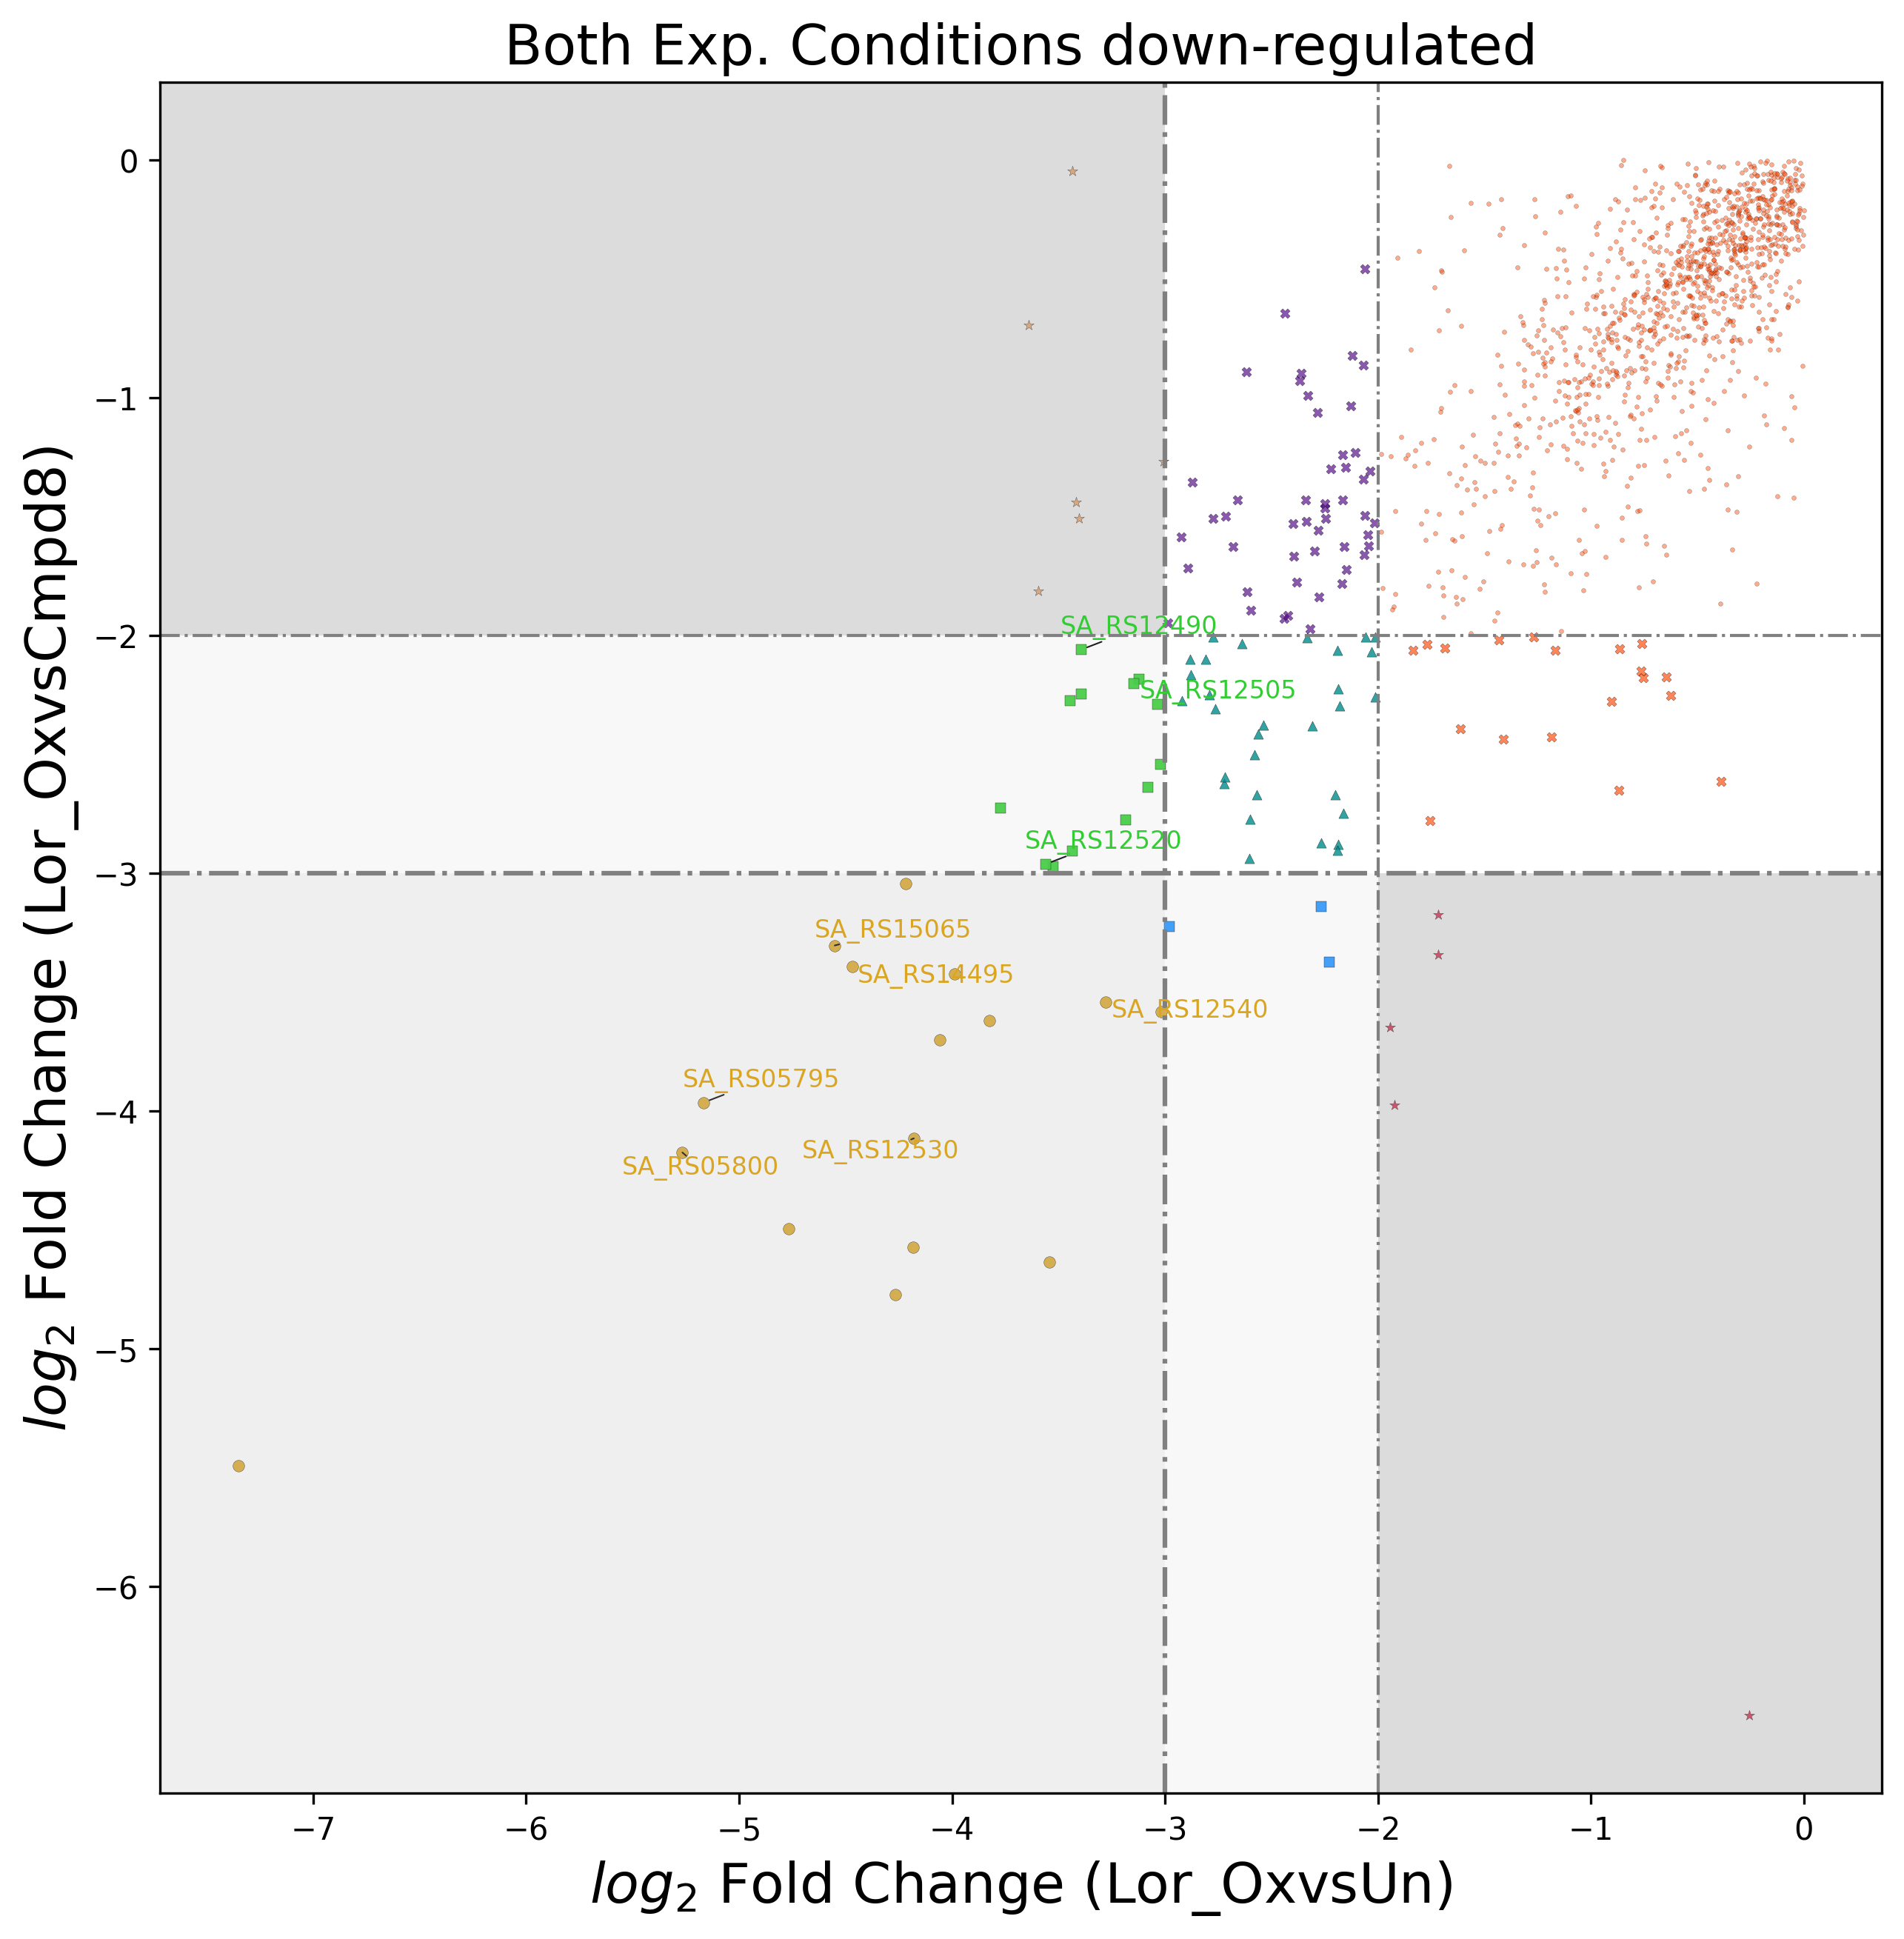 Both Exp. Conditions down-regulated
log2 Fold Change (Lor_OxvsCmpd8)
0
−1
−2
−3
−4
−5
−6
SA_RS12490
SA_RS12505
SA_RS12520
SA_RS15065
SA_RS14495
SA_RS12540
SA_RS05795
SA_RS12530
SA_RS05800
−7
−6
−5
−4
−3
−2
−1
0
log2 Fold Change (Lor_OxvsUn)